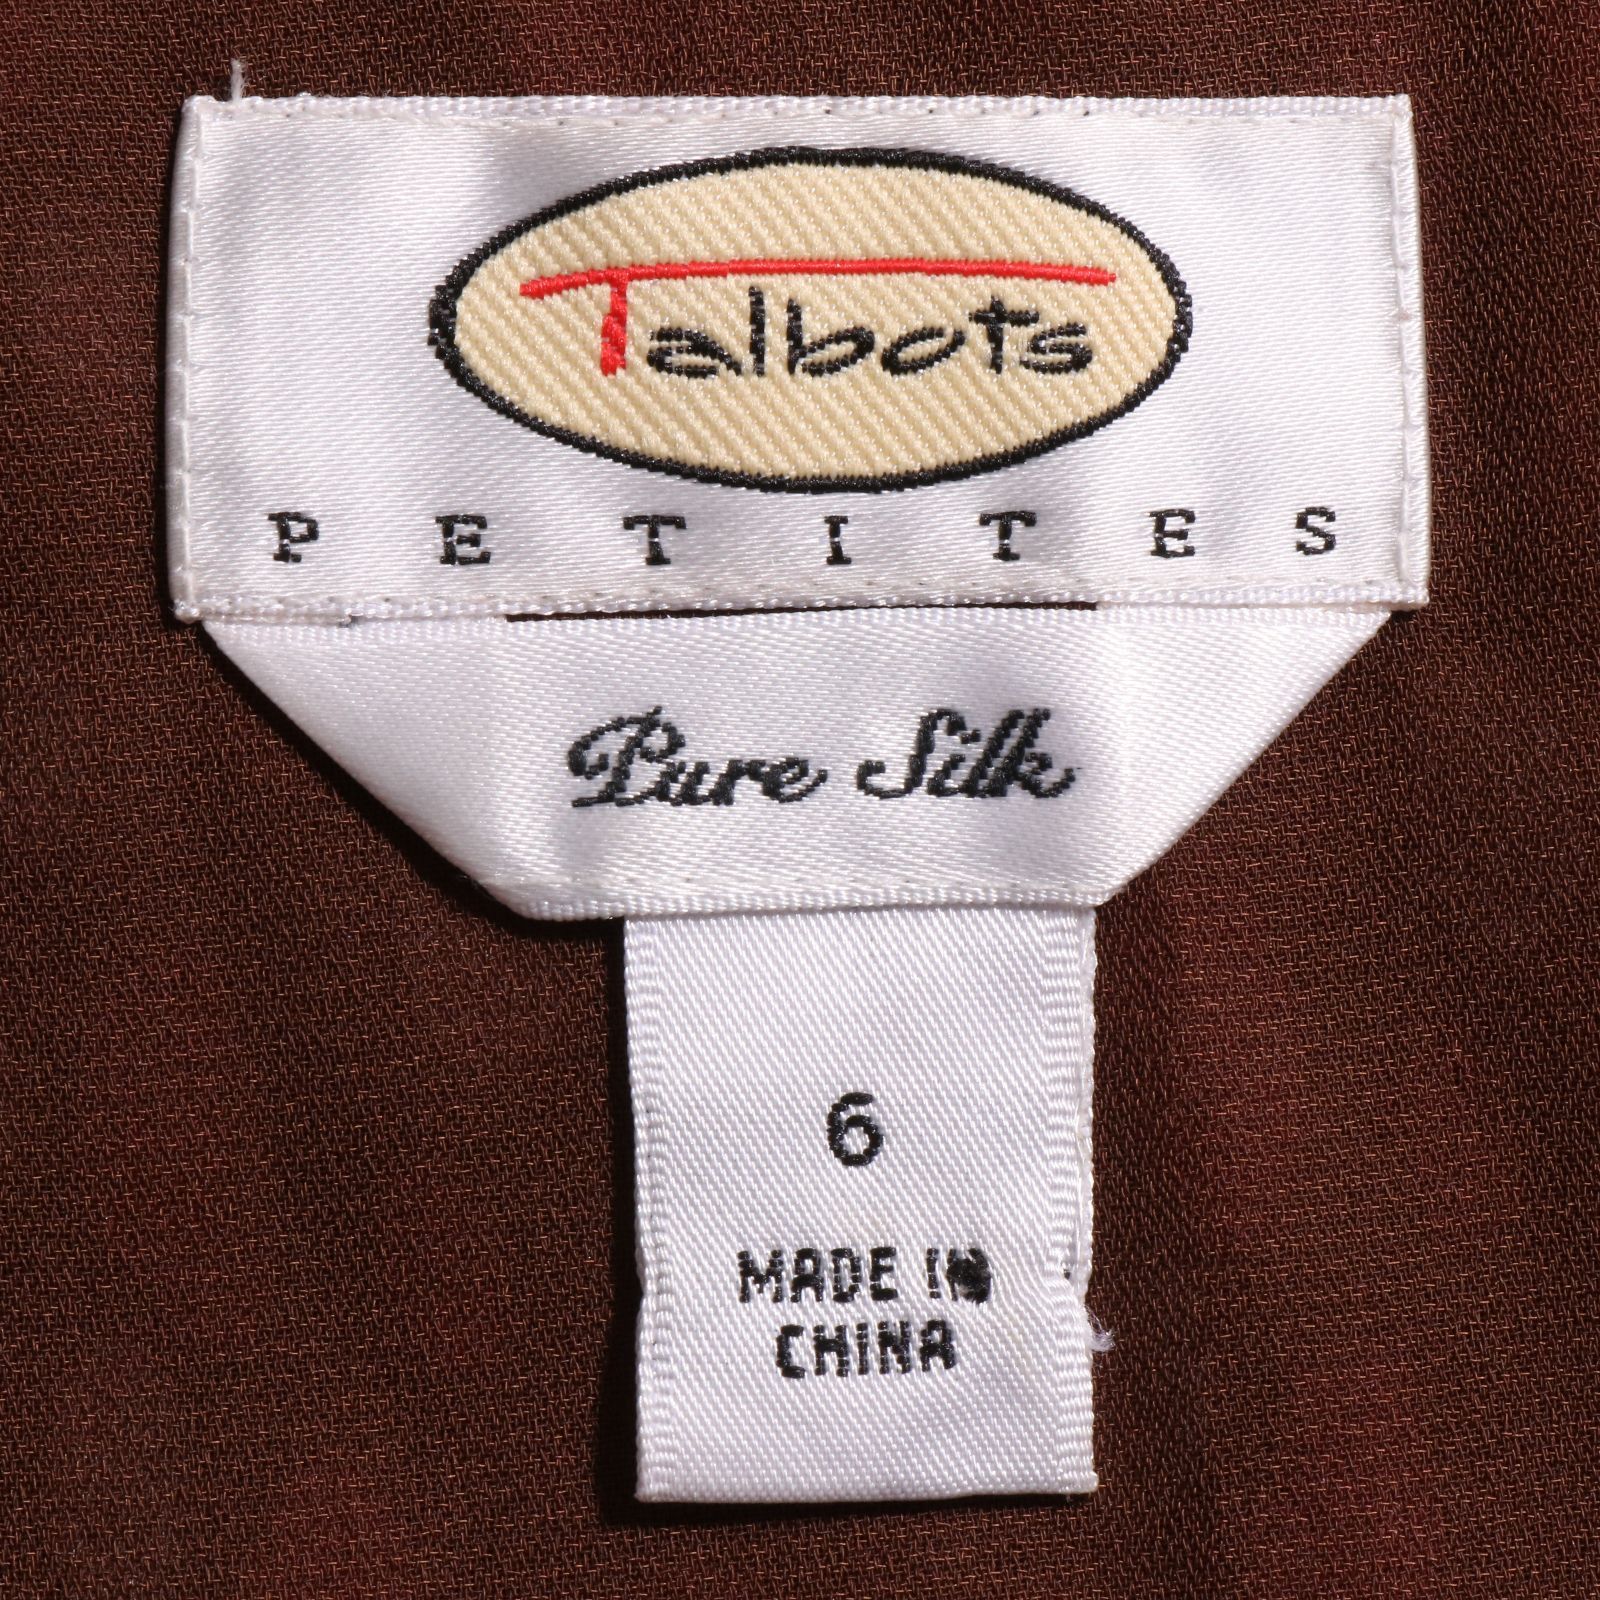 Talbots
PETITES
Pure Silk
6
MADE IN
CHINA